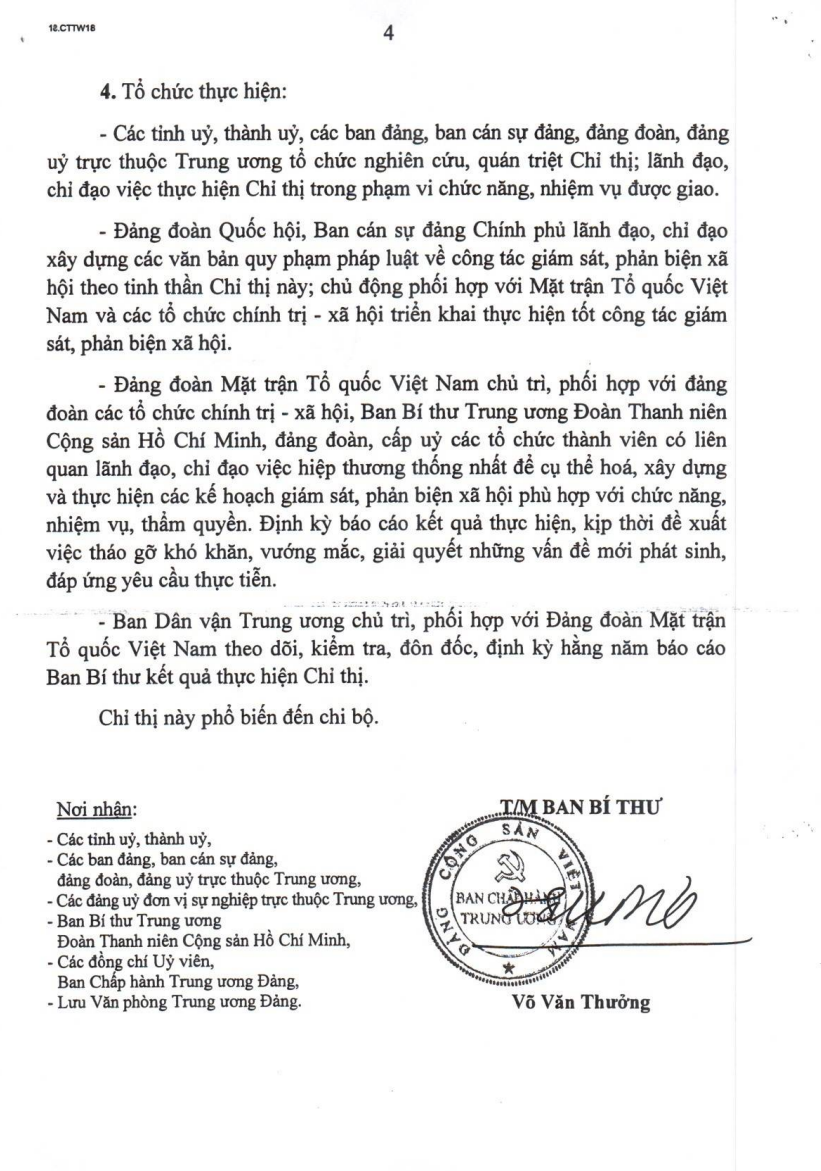 18.CTTW18
4
4. Tổ chức thực hiện:
- Các tỉnh uỷ, thành uỷ, các ban đảng, ban cán sự đảng, đảng đoàn, đảng
uỷ trực thuộc Trung ương tổ chức nghiên cứu, quán triệt Chỉ thị; lãnh đạo,
chỉ đạo việc thực hiện Chỉ thị trong phạm vi chức năng, nhiệm vụ được giao.
- Đảng đoàn Quốc hội, Ban cán sự đảng Chính phủ lãnh đạo, chỉ đạo
xây dựng các văn bản quy phạm pháp luật về công tác giám sát, phản biện xã
hội theo tinh thần Chỉ thị này; chủ động phối hợp với Mặt trận Tổ quốc Việt
Nam và các tổ chức chính trị - xã hội triển khai thực hiện tốt công tác giám
sát, phản biện xã hội.
- Đảng đoàn Mặt trận Tổ quốc Việt Nam chủ trì, phối hợp với đảng
đoàn các tổ chức chính trị - xã hội, Ban Bí thư Trung ương Đoàn Thanh niên
Cộng sản Hồ Chí Minh, đảng đoàn, cấp uỷ các tổ chức thành viên có liên
quan lãnh đạo, chỉ đạo việc hiệp thương thống nhất để cụ thể hoá, xây dựng
và thực hiện các kế hoạch giám sát, phản biện xã hội phù hợp với chức năng,
nhiệm vụ, thẩm quyền. Định kỳ báo cáo kết quả thực hiện, kịp thời đề xuất
việc tháo gỡ khó khăn, vướng mắc, giải quyết những vấn đề mới phát sinh,
đáp ứng yêu cầu thực tiễn.
- Ban Dân vận Trung ương chủ trì, phối hợp với Đảng đoàn Mặt trận
Tổ quốc Việt Nam theo dõi, kiểm tra, đôn đốc, định kỳ hằng năm báo cáo
Ban Bí thư kết quả thực hiện Chỉ thị.
Chỉ thị này phổ biến đến chi bộ.
Nơi nhận:
- Các tỉnh uỷ, thành uỷ,
- Các ban đảng, ban cán sự đảng,
đảng đoàn, đảng uỷ trực thuộc Trung ương,
- Các đảng uỷ đơn vị sự nghiệp trực thuộc Trung ương,
- Ban Bí thư Trung ương
Đoàn Thanh niên Cộng sản Hồ Chí Minh,
- Các đồng chí Uỷ viên,
Ban Chấp hành Trung ương Đảng,
- Lưu Văn phòng Trung ương Đảng.
T/M BAN BÍ THƯ
ĐẢNG CỘNG SẢN VIỆT NAM
BAN CHẤP HÀNH
TRUNG ƯƠNG
Võ Văn Thưởng